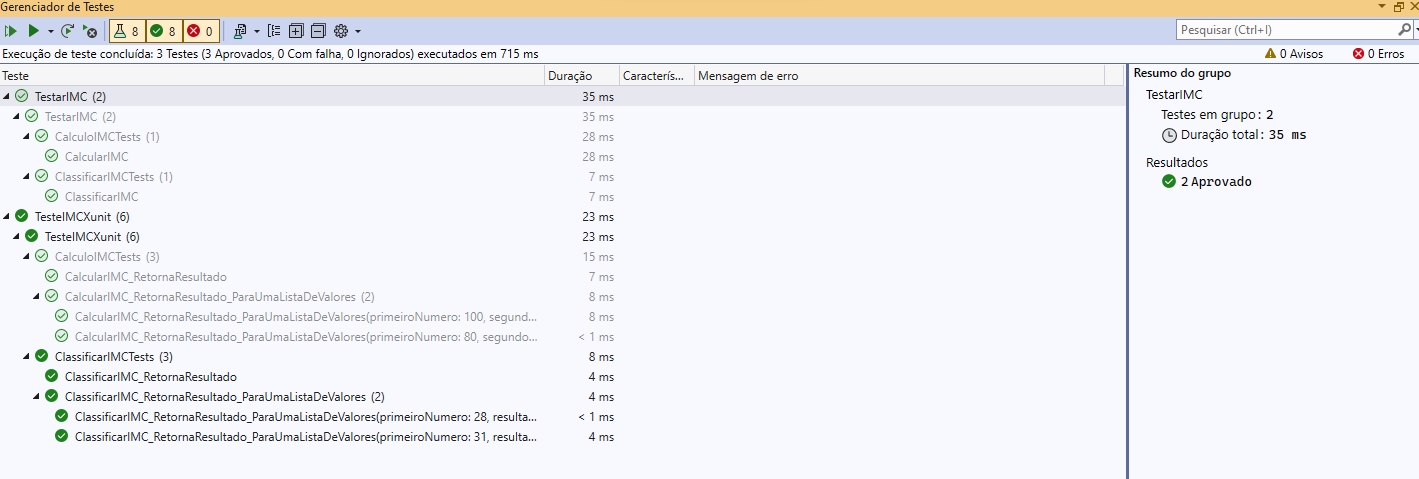 Gerenciador de Testes
8 8 0
Pesquisar (Ctrl+I)
Execução de teste concluída: 3 Testes (3 Aprovados, 0 Com falha, 0 Ignorados) executados em 715 ms
0 Avisos 0 Erros
Teste Duração Caracterís... Mensagem de erro
TestarIMC (2) 35 ms
TestarIMC (2) 35 ms
CalculoIMCTests (1) 28 ms
CalcularIMC 28 ms
ClassificarIMCTests (1) 7 ms
ClassificarIMC 7 ms
TesteIMCXunit (6) 23 ms
TesteIMCXunit (6) 23 ms
CalculoIMCTests (3) 15 ms
CalcularIMC_RetornaResultado 7 ms
CalcularIMC_RetornaResultado_ParaUmaListaDeValores (2) 8 ms
CalcularIMC_RetornaResultado_ParaUmaListaDeValores(primeiroNumero: 100, segund... 8 ms
CalcularIMC_RetornaResultado_ParaUmaListaDeValores(primeiroNumero: 80, segundo... < 1 ms
ClassificarIMCTests (3) 8 ms
ClassificarIMC_RetornaResultado 4 ms
ClassificarIMC_RetornaResultado_ParaUmaListaDeValores (2) 4 ms
ClassificarIMC_RetornaResultado_ParaUmaListaDeValores(primeiroNumero: 28, resulta... < 1 ms
ClassificarIMC_RetornaResultado_ParaUmaListaDeValores(primeiroNumero: 31, resulta... 4 ms
Resumo do grupo
TestarIMC
Testes em grupo: 2
Duração total: 35 ms
Resultados
2 Aprovado